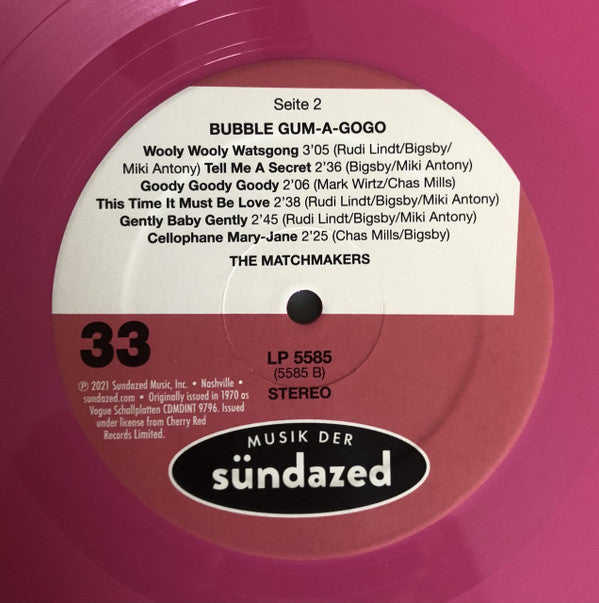 Seite 2
BUBBLE GUM-A-GOGO
Wooly Wooly Watsgong 3'05 (Rudi Lindt/Bigsby/
Miki Antony) Tell Me A Secret 2'36 (Bigsby/Miki Antony)
Goody Goody Goody 2'06 (Mark Wirtz/Chas Mills)
This Time It Must Be Love 2'38 (Rudi Lindt/Bigsby/Miki Antony)
Gently Baby Gently 2'45 (Rudi Lindt/Bigsby/Miki Antony)
Cellophane Mary-Jane 2'25 (Chas Mills/Bigsby)
THE MATCHMAKERS
33
LP 5585
(5585 B)
STEREO
℗ 2021 Sundazed Music, Inc. • Nashville •
sundazed.com • Originally issued in 1970 as
Vogue Schallplatten CDMDINT 9796. Issued
under license from Cherry Red
Records Limited.
MUSIK DER
sündazed